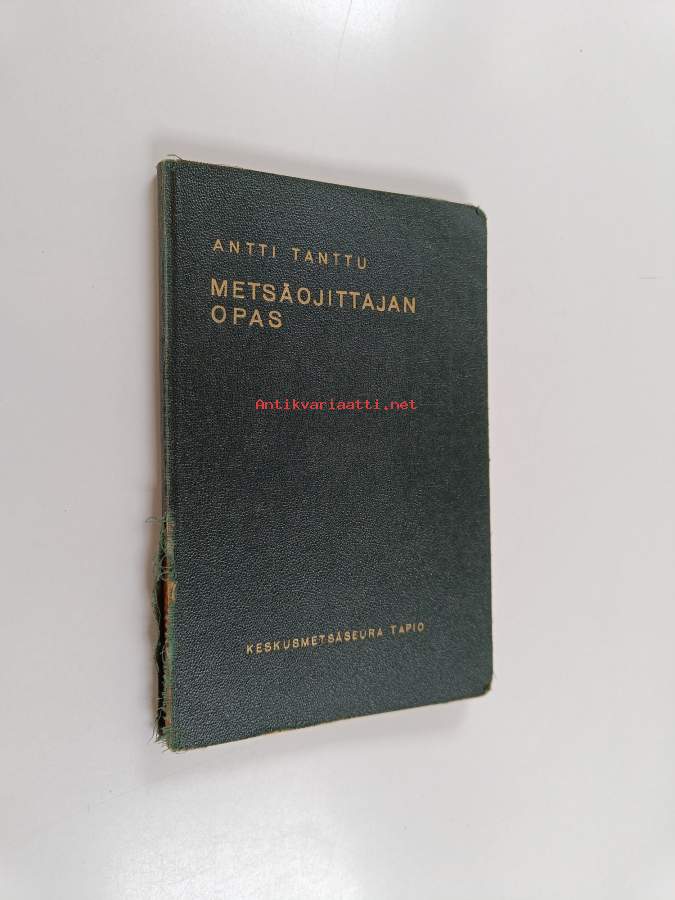 ANTTI TANTTU
METSÄOJITTAJAN
OPAS
Antikvariaatti.net
KESKUSMETSÄSEURA TAPIO